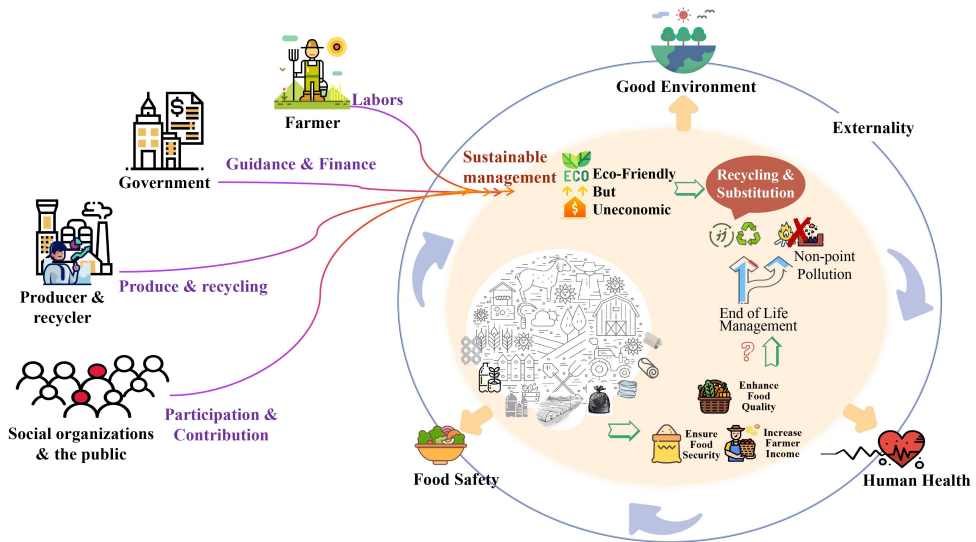 Good Environment
Externality
Labors
Farmer
Guidance & Finance
Government
Sustainable
management
ECO
Eco-Friendly
But
Uneconomic
$
$
Recycling &
Substitution
Non-point
Pollution
End of Life
Management
?
Produce & recycling
Producer &
recycler
Enhance
Food
Quality
Ensure
Food
Security
Increase
Farmer
Income
Participation &
Contribution
Social organizations
& the public
Food Safety
Human Health